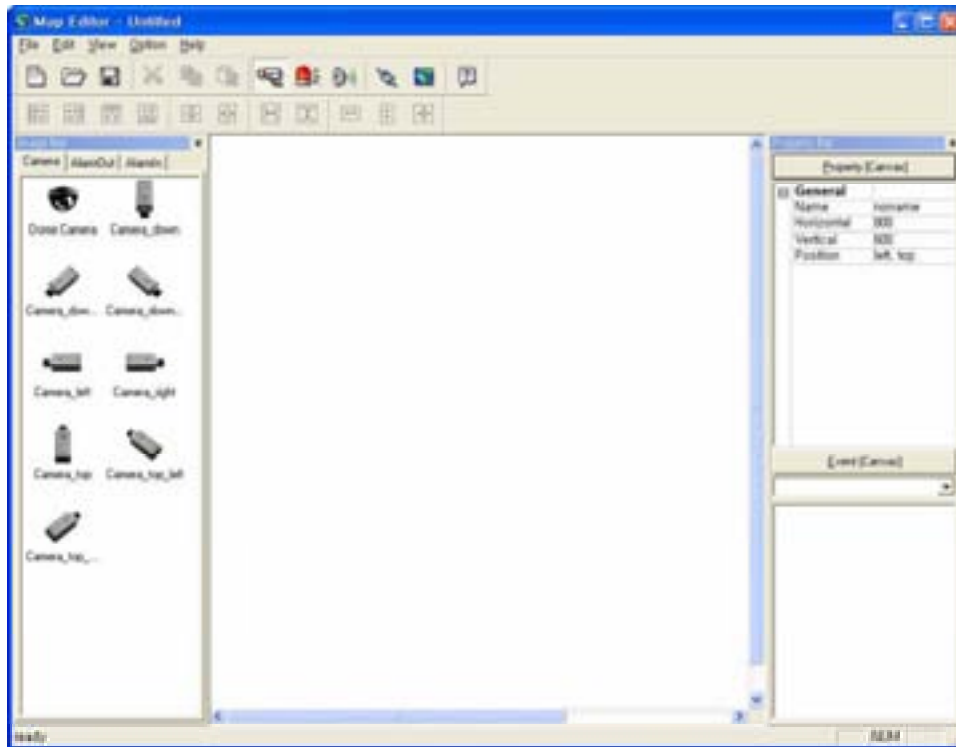 Map Editor - Untitled
File Edit View Option Help
Camera AlarmOut AlarmIn
Dome Camera Camera_down
Camera_dow... Camera_down...
Camera_left Camera_right
Camera_top Camera_top_left
Camera_top_...
Property [Canvas]
General
Name noname
Horizontal 800
Vertical 600
Position left, top
Event [Canvas]
ready NUM